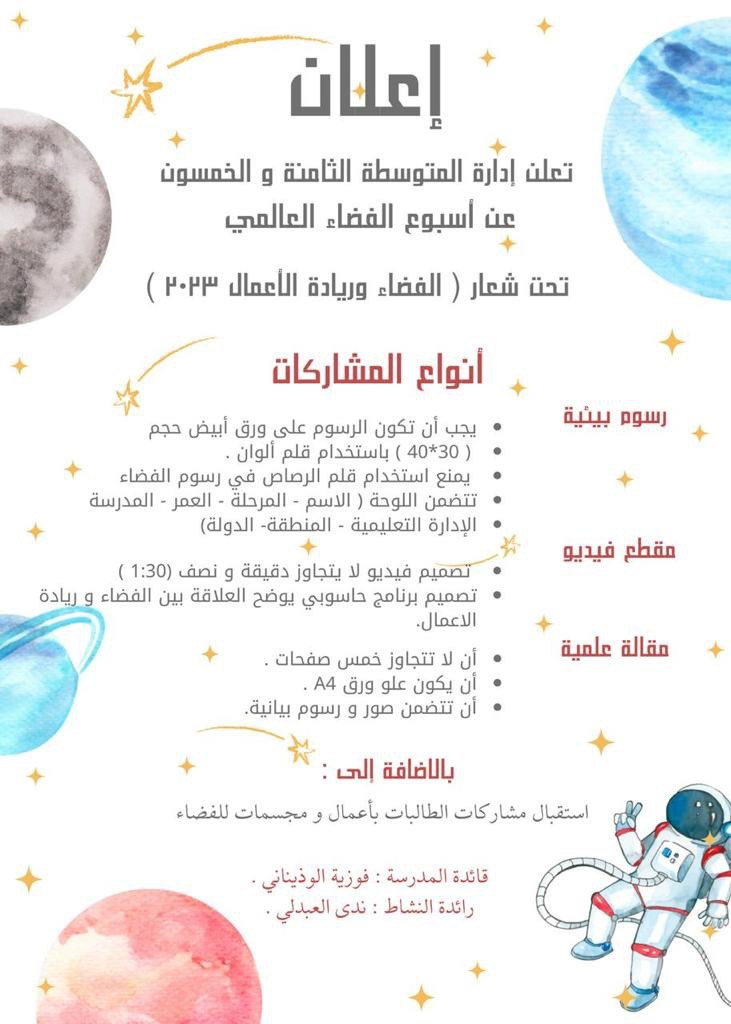 إعلان
تعلن إدارة المتوسطة الثامنة و الخمسون
عن أسبوع الفضاء العالمي
تحت شعار ( الفضاء وريادة الأعمال ٢٠٢٣ )
أنواع المشاركات
رسوم بيئية
يجب أن تكون الرسوم على ورق أبيض حجم
( 30*40 ) باستخدام قلم ألوان .
يمنع استخدام قلم الرصاص في رسوم الفضاء
تتضمن اللوحة ( الاسم - المرحلة - العمر - المدرسة
الإدارة التعليمية - المنطقة- الدولة)
مقطع فيديو
تصميم فيديو لا يتجاوز دقيقة و نصف (1:30 )
تصميم برنامج حاسوبي يوضح العلاقة بين الفضاء و ريادة
الاعمال.
مقالة علمية
أن لا تتجاوز خمس صفحات .
أن يكون علو ورق A4 .
أن تتضمن صور و رسوم بيانية.
بالاضافة إلى :
استقبال مشاركات الطالبات بأعمال و مجسمات للفضاء
قائدة المدرسة : فوزية الوذيناني .
رائدة النشاط : ندى العبدلي .